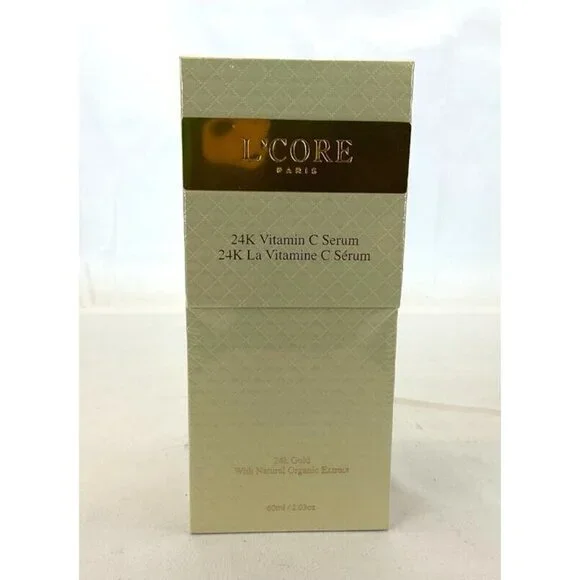 L'CORE
PARIS
24K Vitamin C Serum
24K La Vitamine C Sérum
24k Gold
With Natural Organic Extract
60ml / 2.03oz